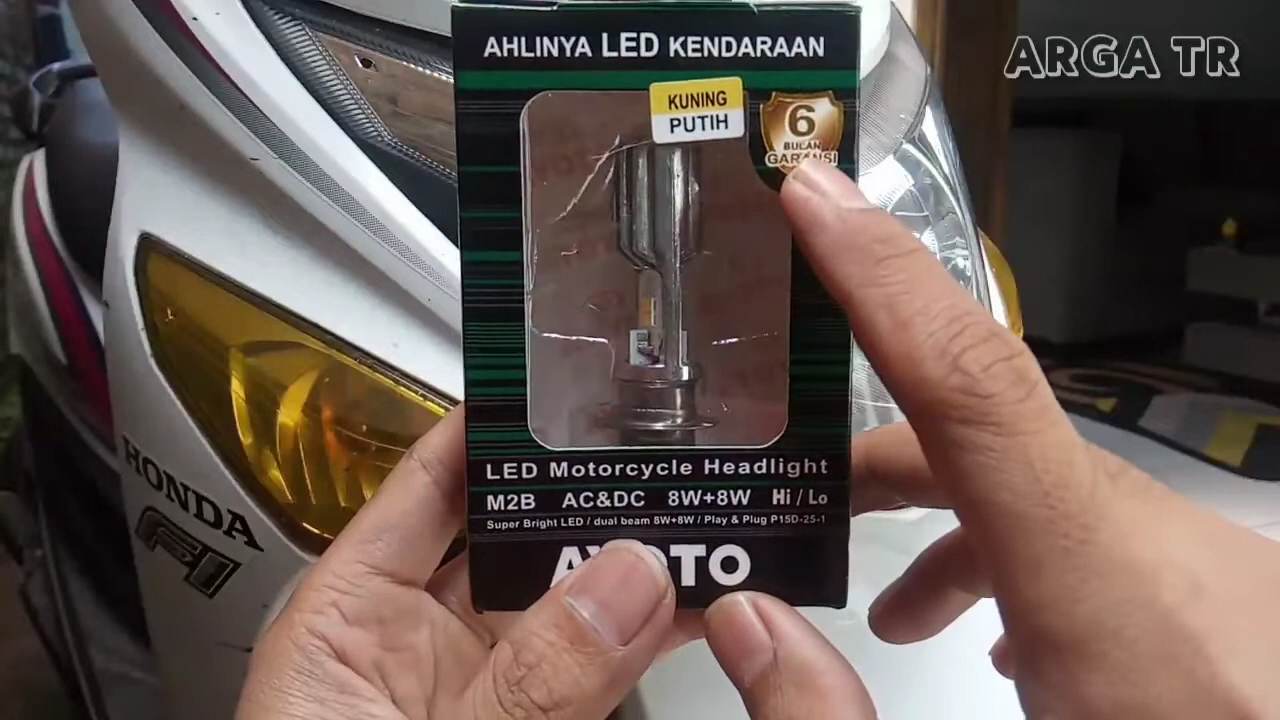 ARGA TR
AHLINYA LED KENDARAAN
KUNING
PUTIH
6
BULAN
GARANSI
LED Motorcycle Headlight
M2B AC&DC 8W+8W Hi / Lo
Super Bright LED / dual beam 8W+8W / Play & Plug P15D-25-1
HONDA
FI